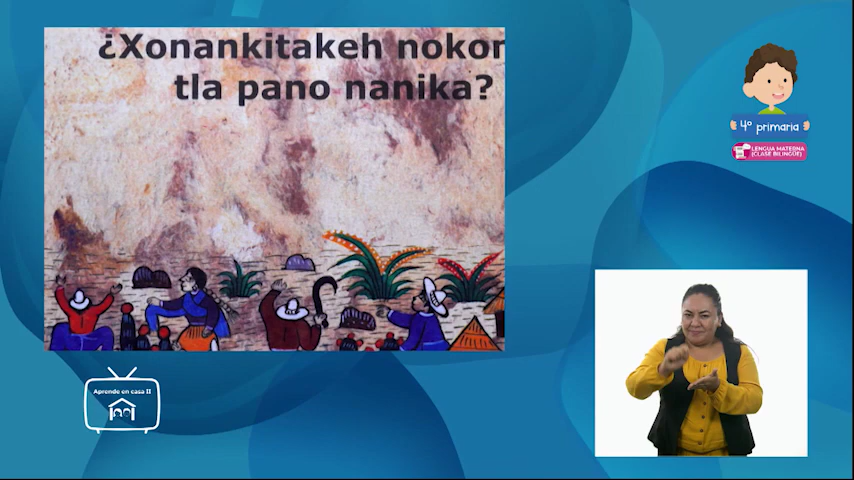 ¿Xonankitakeh nokon
tla pano nanika?
4º primaria
LENGUA MATERNA
(CLASE BILINGÜE)
Aprende en casa II